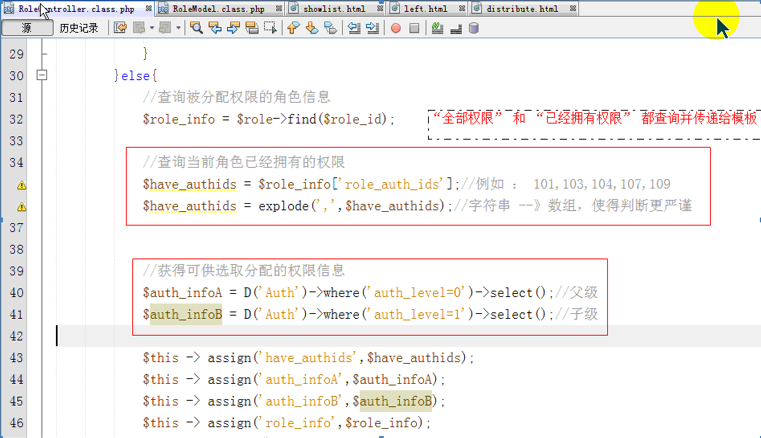 RoleController.class.php RoleModel.class.php showlist.html left.html distribute.html
源 历史记录
29 }
30 }else{
31 //查询被分配权限的角色信息
32 $role_info = $role->find($role_id); “全部权限” 和 “已经拥有权限” 都查询并传递给模板
33
34 //查询当前角色已经拥有的权限
$have_authids = $role_info['role_auth_ids'];//例如 : 101,103,104,107,109
$have_authids = explode(',',$have_authids);//字符串 --》数组，使得判断更严谨
37
38
39 //获得可供选取分配的权限信息
40 $auth_infoA = D('Auth')->where('auth_level=0')->select();//父级
41 $auth_infoB = D('Auth')->where('auth_level=1')->select();//子级
42
43 $this -> assign('have_authids',$have_authids);
44 $this -> assign('auth_infoA',$auth_infoA);
45 $this -> assign('auth_infoB',$auth_infoB);
46 $this -> assign('role_info',$role_info);